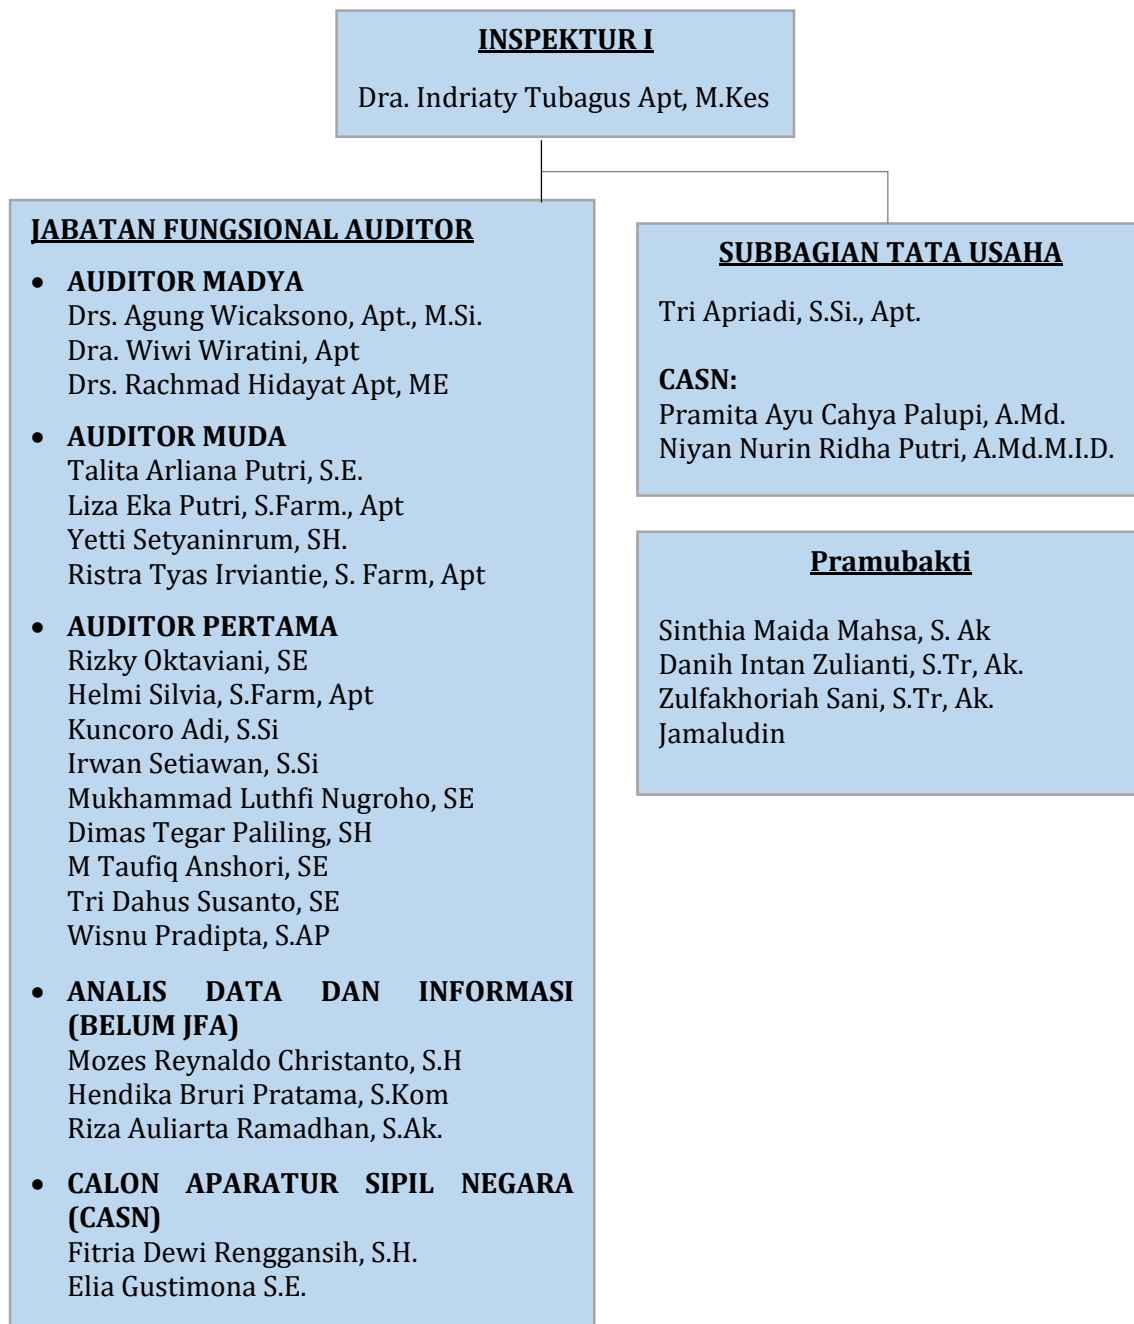 INSPEKTUR I
Dra. Indriaty Tubagus Apt, M.Kes
JABATAN FUNGSIONAL AUDITOR
• AUDITOR MADYA
Drs. Agung Wicaksono, Apt., M.Si.
Dra. Wiwi Wiratini, Apt
Drs. Rachmad Hidayat Apt, ME
• AUDITOR MUDA
Talita Arliana Putri, S.E.
Liza Eka Putri, S.Farm., Apt
Yetti Setyaninrum, SH.
Ristra Tyas Irviantie, S. Farm, Apt
• AUDITOR PERTAMA
Rizky Oktaviani, SE
Helmi Silvia, S.Farm, Apt
Kuncoro Adi, S.Si
Irwan Setiawan, S.Si
Mukhammad Luthfi Nugroho, SE
Dimas Tegar Paliling, SH
M Taufiq Anshori, SE
Tri Dahus Susanto, SE
Wisnu Pradipta, S.AP
• ANALIS DATA DAN INFORMASI
(BELUM JFA)
Mozes Reynaldo Christanto, S.H
Hendika Bruri Pratama, S.Kom
Riza Auliarta Ramadhan, S.Ak.
• CALON APARATUR SIPIL NEGARA
(CASN)
Fitria Dewi Renggansih, S.H.
Elia Gustimona S.E.
SUBBAGIAN TATA USAHA
Tri Apriadi, S.Si., Apt.
CASN:
Pramita Ayu Cahya Palupi, A.Md.
Niyan Nurin Ridha Putri, A.Md.M.I.D.
Pramubakti
Sinthia Maida Mahsa, S. Ak
Danih Intan Zulianti, S.Tr, Ak.
Zulfakhoriah Sani, S.Tr, Ak.
Jamaludin